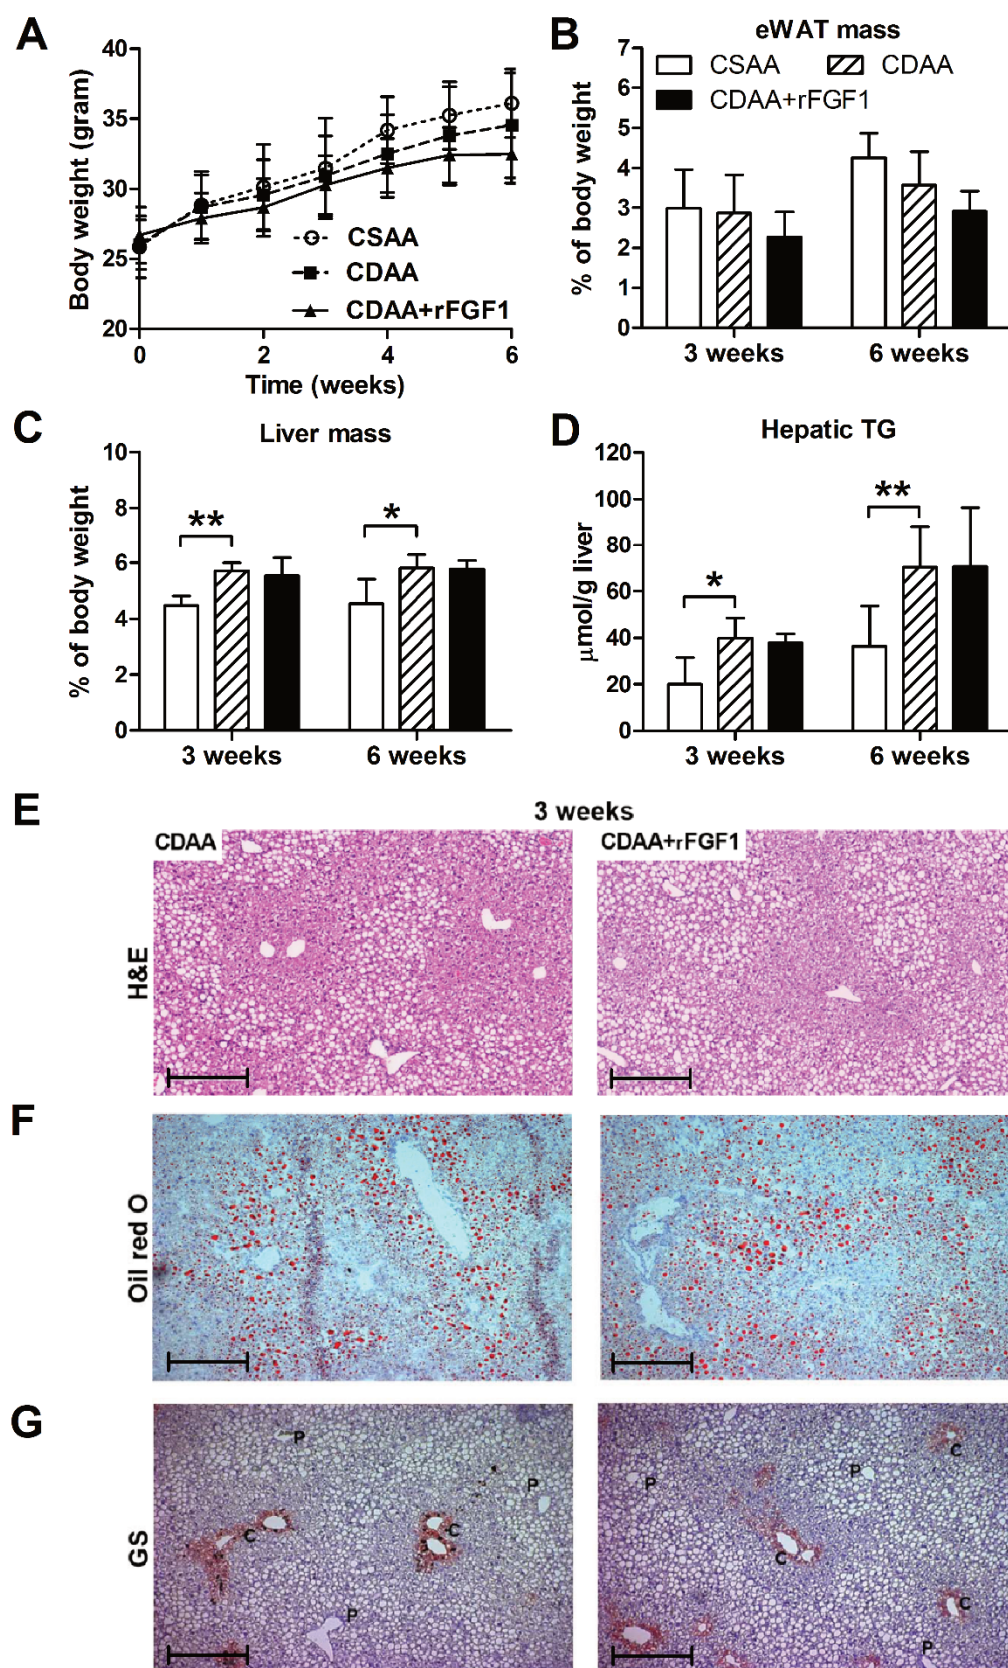 A
Body weight (gram)
40
35
30
25
20
0
2
4
6
Time (weeks)
CSAA
CDAA
CDAA+rFGF1
B
eWAT mass
% of body weight
7
6
5
4
3
2
1
0
CSAA
CDAA
CDAA+rFGF1
3 weeks
6 weeks
C
Liver mass
% of body weight
10
8
6
4
2
0
**
*
3 weeks
6 weeks
D
Hepatic TG
µmol/g liver
120
100
80
60
40
20
0
*
**
3 weeks
6 weeks
E
3 weeks
CDAA
CDAA+rFGF1
H&E
F
Oil red O
G
GS
P
P
C
C
P
C
P
P
C
C
P